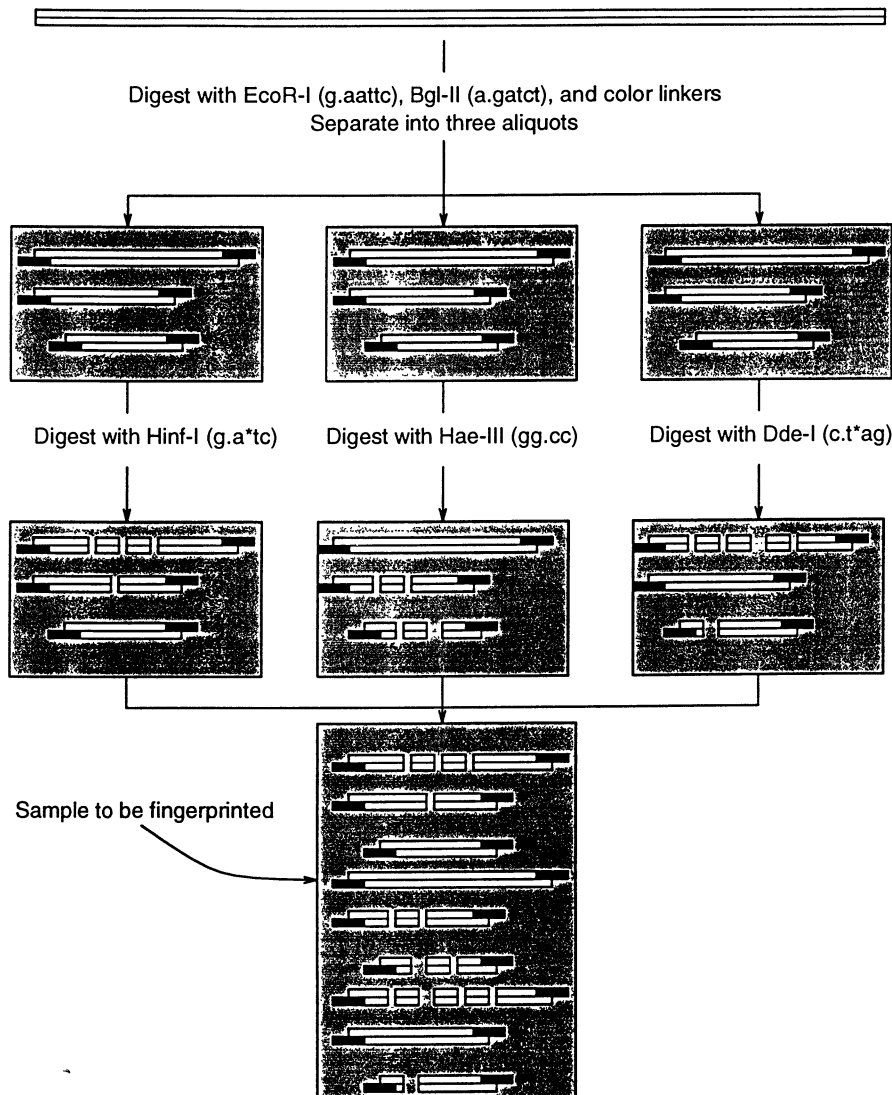 Digest with EcoR-I (g.aattc), Bgl-II (a.gatct), and color linkers
Separate into three aliquots
Digest with Hinf-I (g.a*tc)
Digest with Hae-III (gg.cc)
Digest with Dde-I (c.t*ag)
Sample to be fingerprinted